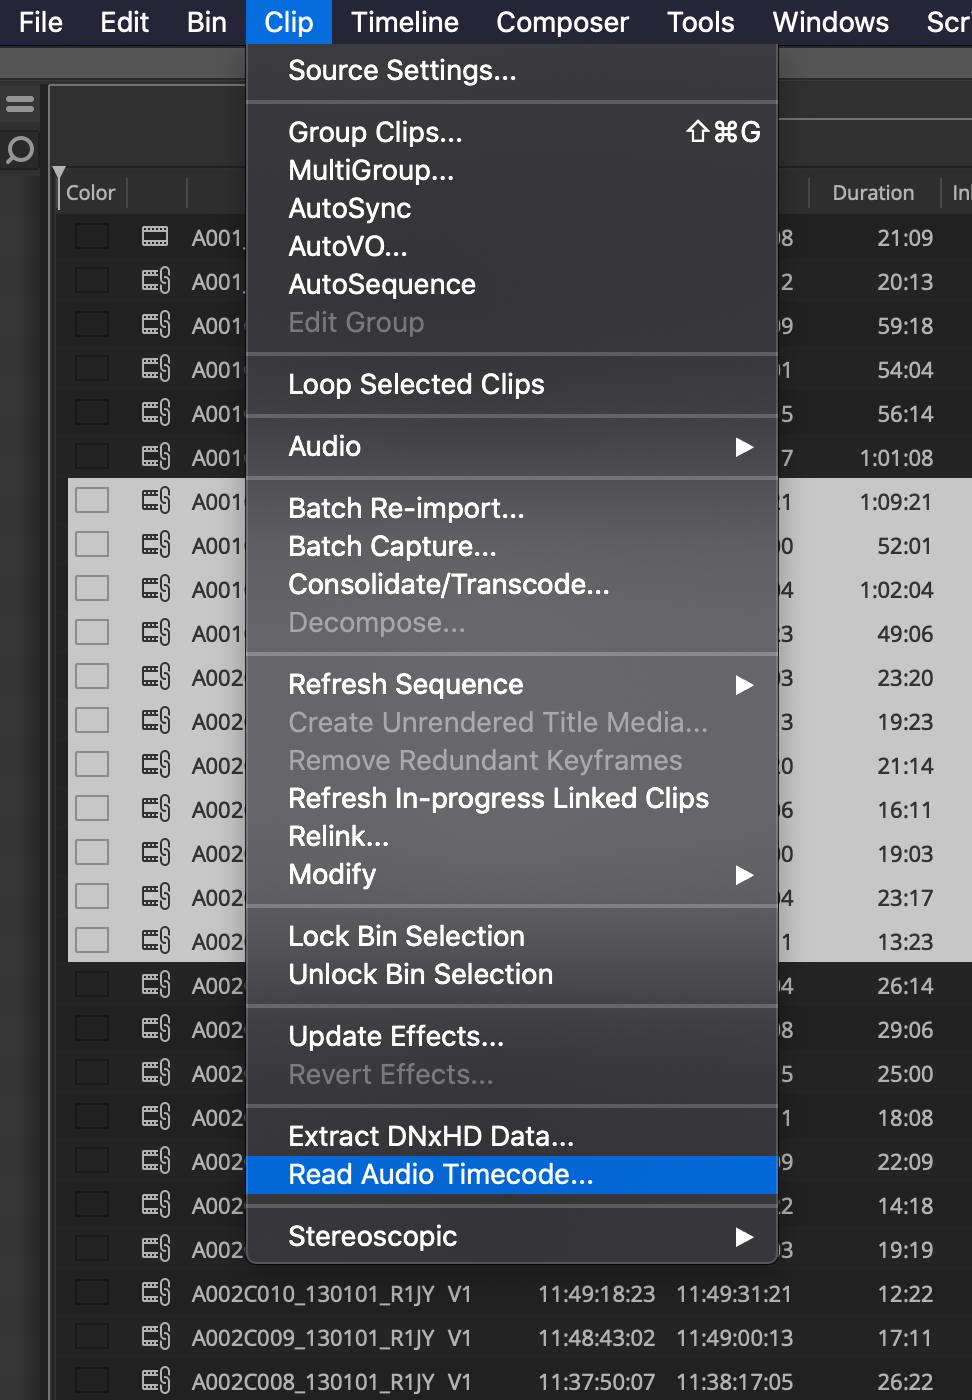 File Edit Bin Clip Timeline Composer Tools Windows Scr
Source Settings...
Group Clips... ⇧⌘G
MultiGroup...
AutoSync
AutoVO...
AutoSequence
Edit Group
Loop Selected Clips
Audio ▶
Batch Re-import...
Batch Capture...
Consolidate/Transcode...
Decompose...
Refresh Sequence ▶
Create Unrendered Title Media...
Remove Redundant Keyframes
Refresh In-progress Linked Clips
Relink...
Modify ▶
Lock Bin Selection
Unlock Bin Selection
Update Effects...
Revert Effects...
Extract DNxHD Data...
Read Audio Timecode...
Stereoscopic ▶
Color Duration
A001_ 8 21:09
A001_ 2 20:13
A001 9 59:18
A001 1 54:04
A001 5 56:14
A001 7 1:01:08
A001 1 1:09:21
A001 0 52:01
A001 4 1:02:04
A001 3 49:06
A002 3 23:20
A002 3 19:23
A002 0 21:14
A002 6 16:11
A002 0 19:03
A002 4 23:17
A002 1 13:23
A002 4 26:14
A002 8 29:06
A002 5 25:00
A002 1 18:08
A002 9 22:09
A002 2 14:18
A002 3 19:19
A002C010_130101_R1JY V1 11:49:18:23 11:49:31:21 12:22
A002C009_130101_R1JY V1 11:48:43:02 11:49:00:13 17:11
A002C008_130101_R1JY V1 11:37:50:07 11:38:17:05 26:22